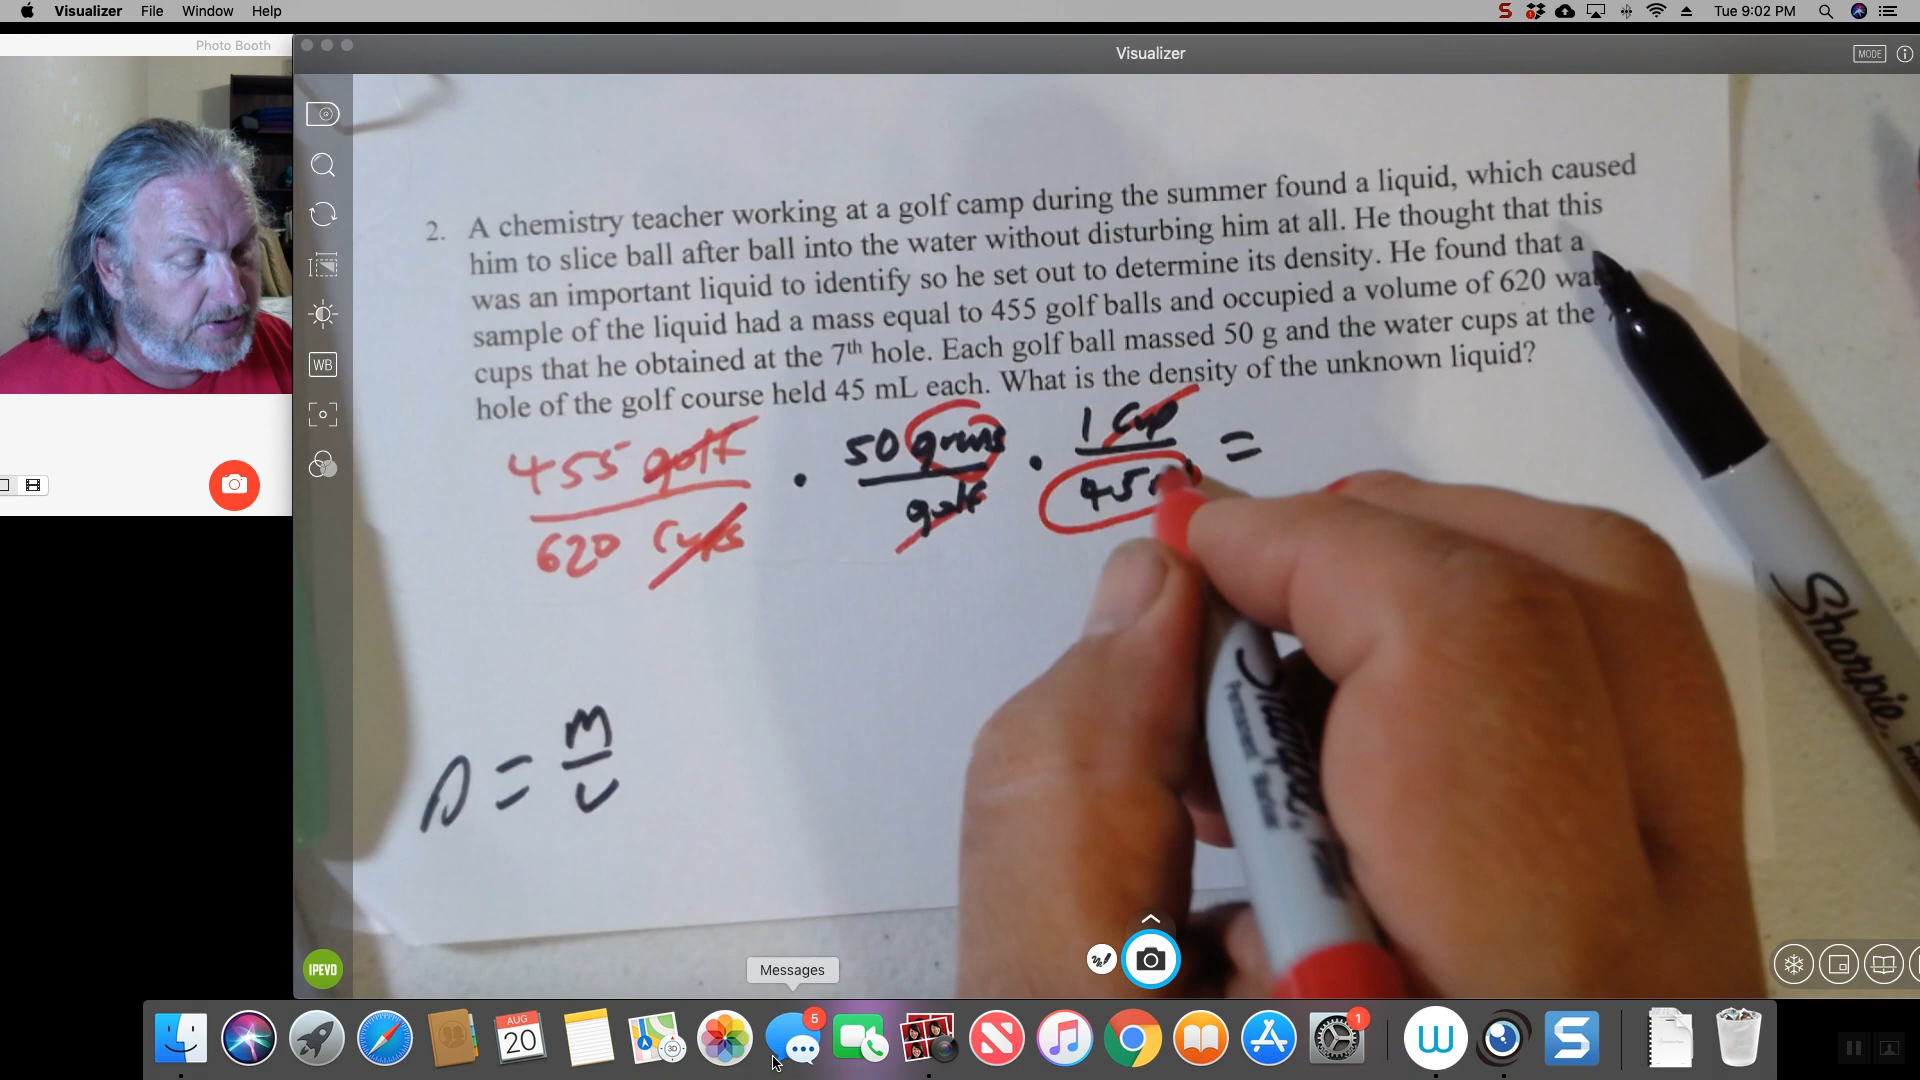 Visualizer File Window Help
Tue 9:02 PM
Photo Booth
Visualizer
MODE
WB
2. A chemistry teacher working at a golf camp during the summer found a liquid, which caused
him to slice ball after ball into the water without disturbing him at all. He thought that this
was an important liquid to identify so he set out to determine its density. He found that a
sample of the liquid had a mass equal to 455 golf balls and occupied a volume of 620
cups that he obtained at the 7th hole. Each golf ball massed 50 g and the water cups at the
hole of the golf course held 45 mL each. What is the density of the unknown liquid?
455 golf · 50 grams · 1 cup =
620 cups golf 45
D = m
v
Sharpie
Sharpie
Permanent Marker
IPEVO
Messages
AUG
20
3D
5
1
W
S